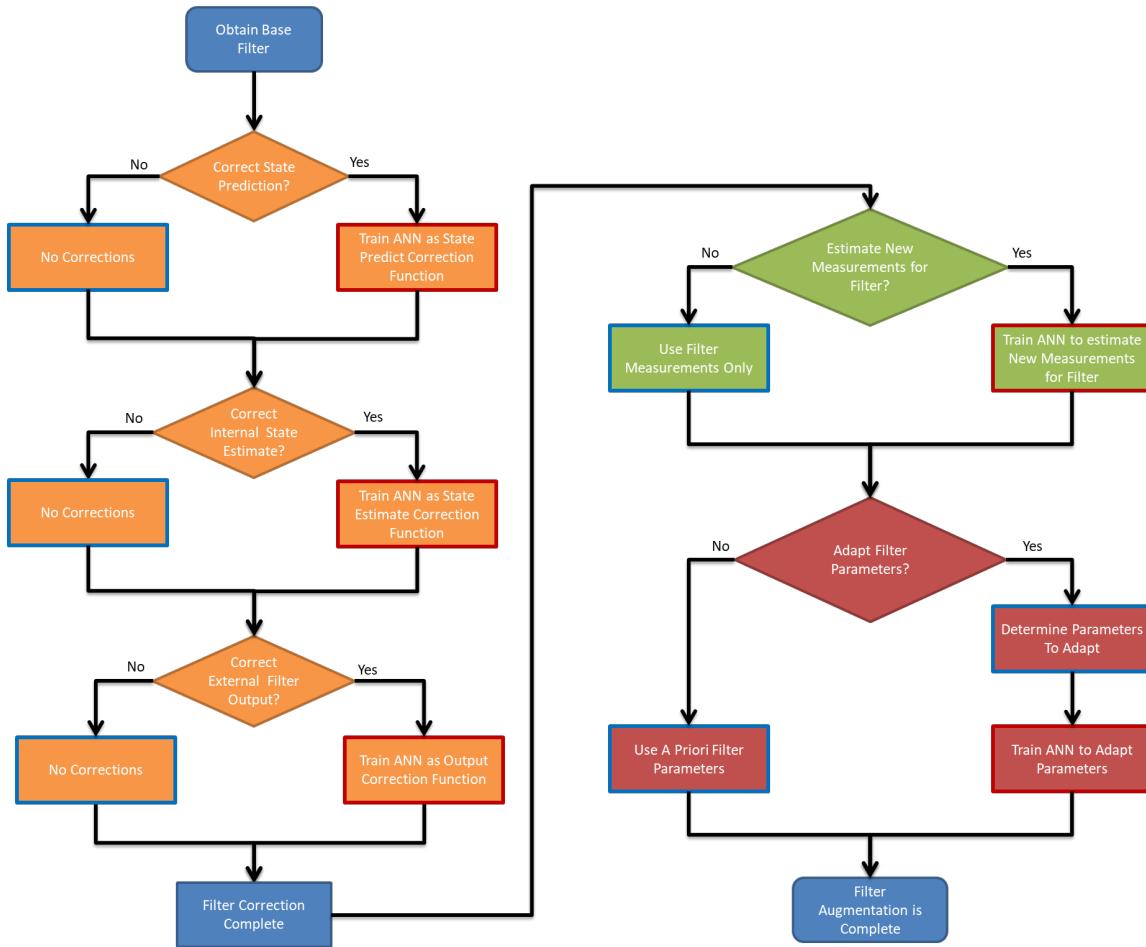 Obtain Base
Filter
Correct State
Prediction?
No
Yes
No Corrections
Train ANN as State
Predict Correction
Function
Correct
Internal State
Estimate?
No
Yes
No Corrections
Train ANN as State
Estimate Correction
Function
Correct
External Filter
Output?
No
Yes
No Corrections
Train ANN as Output
Correction Function
Filter Correction
Complete
Estimate New
Measurements for
Filter?
No
Yes
Use Filter
Measurements Only
Train ANN to estimate
New Measurements
for Filter
Adapt Filter
Parameters?
No
Yes
Determine Parameters
To Adapt
Use A Priori Filter
Parameters
Train ANN to Adapt
Parameters
Filter
Augmentation is
Complete